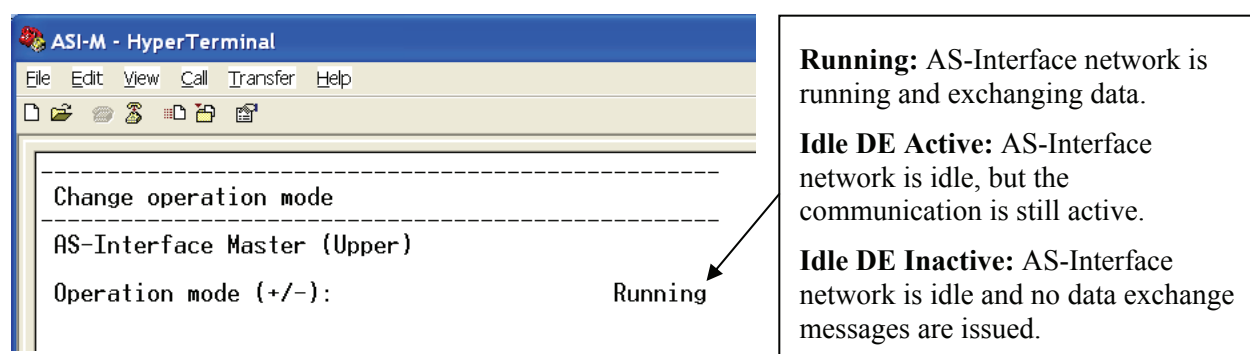 ASI-M - HyperTerminal
File Edit View Call Transfer Help
Change operation mode
AS-Interface Master (Upper)
Operation mode (+/-): Running
Running: AS-Interface network is
running and exchanging data.
Idle DE Active: AS-Interface
network is idle, but the
communication is still active.
Idle DE Inactive: AS-Interface
network is idle and no data exchange
messages are issued.